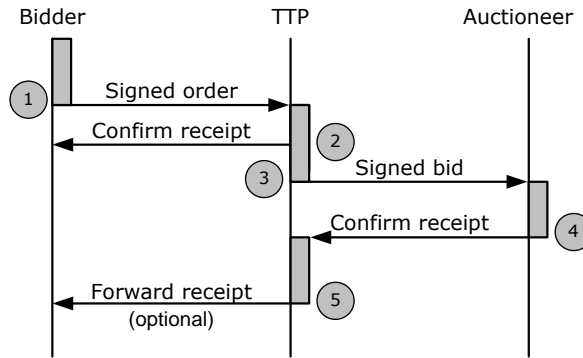 Bidder
TTP
Auctioneer
1
Signed order
Confirm receipt
2
3
Signed bid
Confirm receipt
4
Forward receipt
(optional)
5